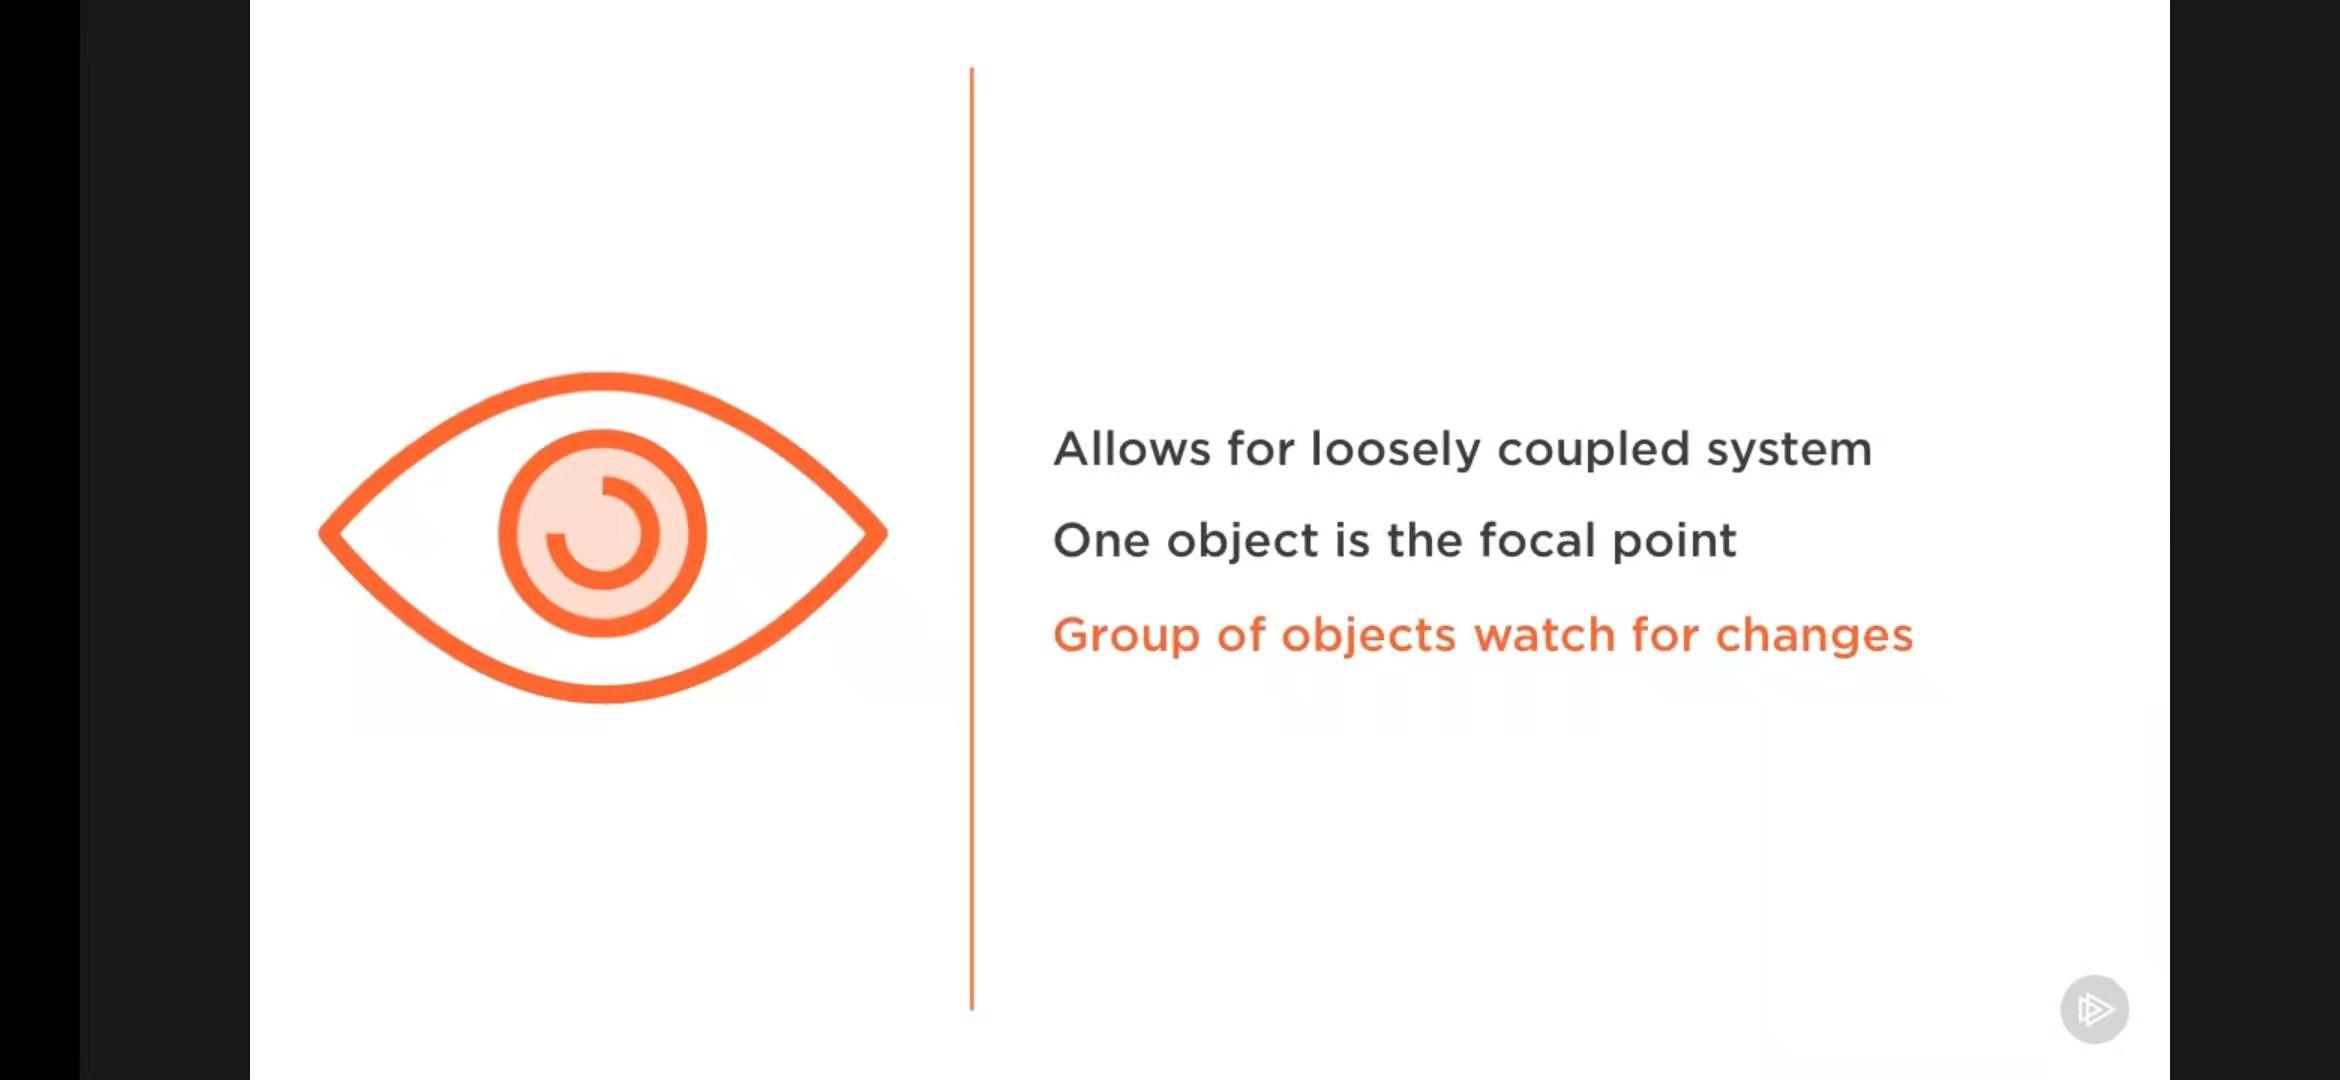 Allows for loosely coupled system
One object is the focal point
Group of objects watch for changes